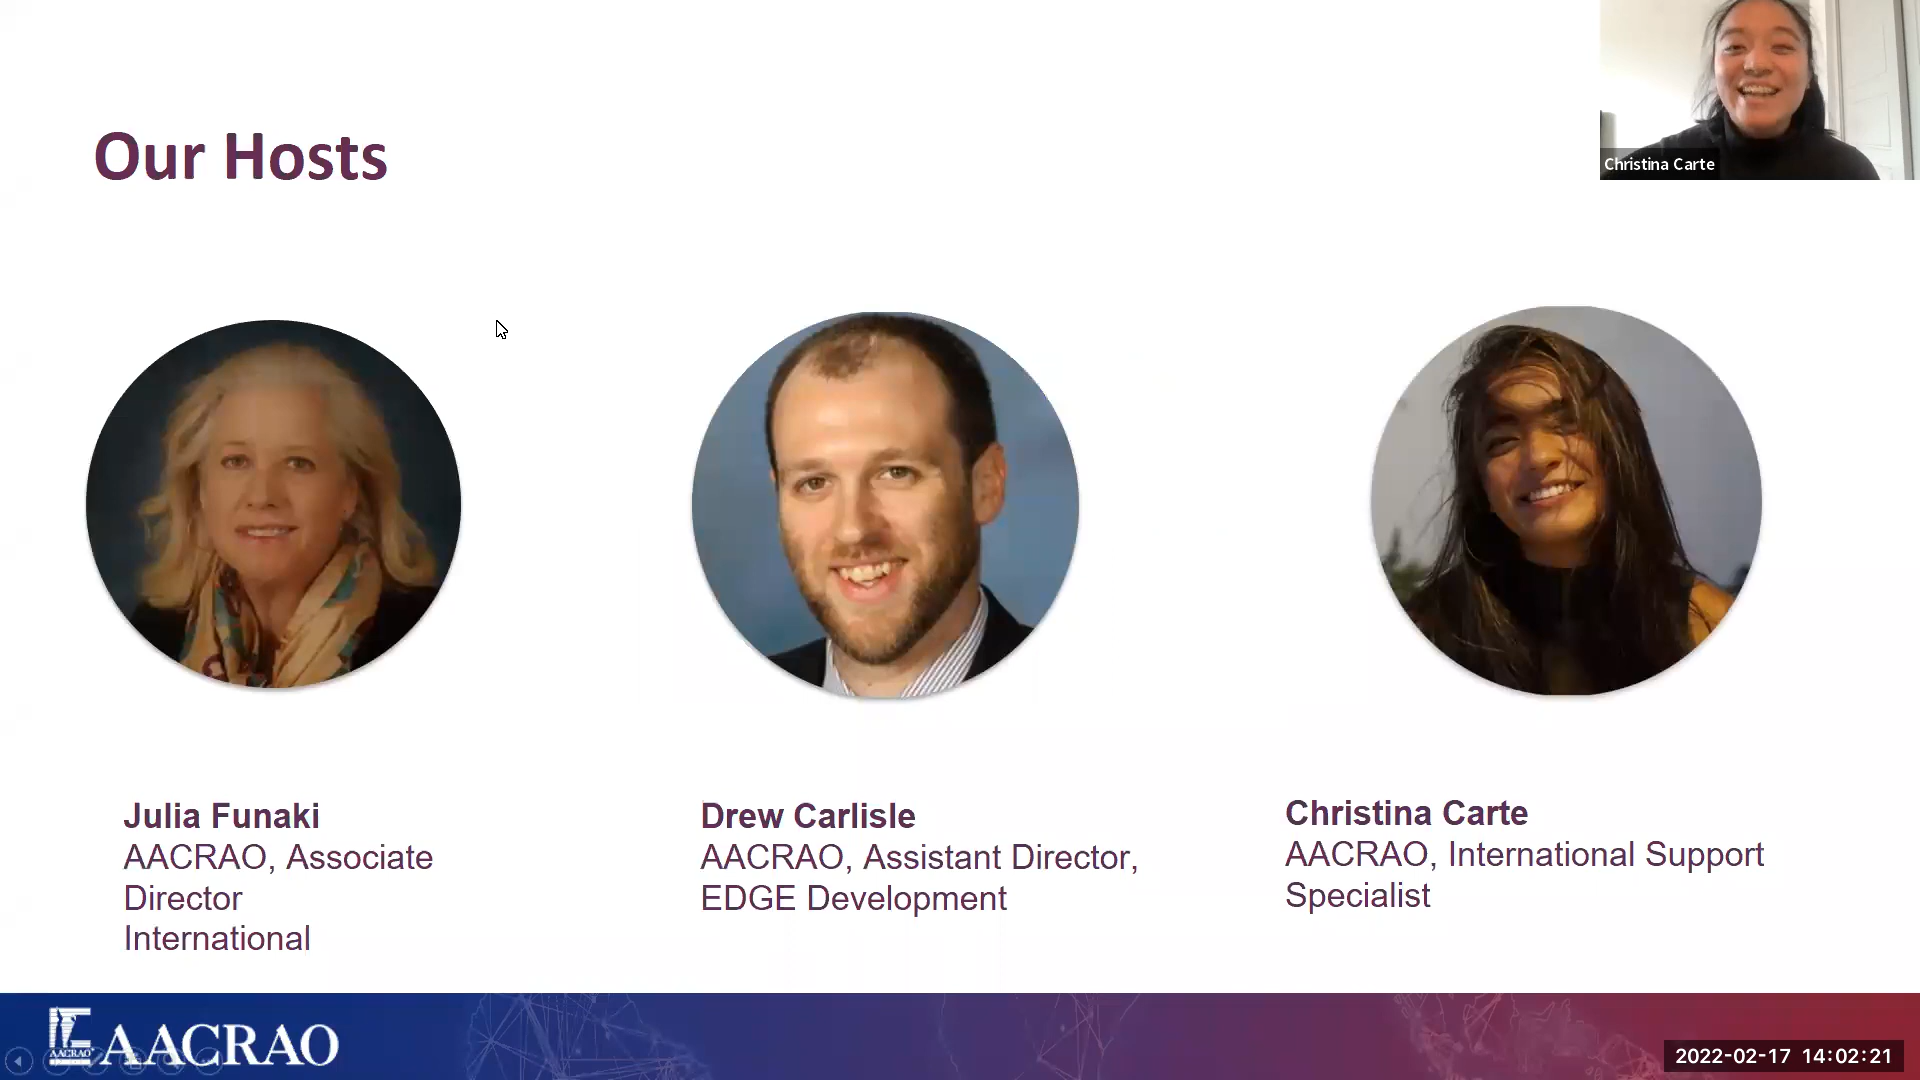 Our Hosts
Christina Carte
Julia Funaki
AACRAO, Associate
Director
International
Drew Carlisle
AACRAO, Assistant Director,
EDGE Development
Christina Carte
AACRAO, International Support
Specialist
AACRAO
AACRAO
2022-02-17 14:02:21